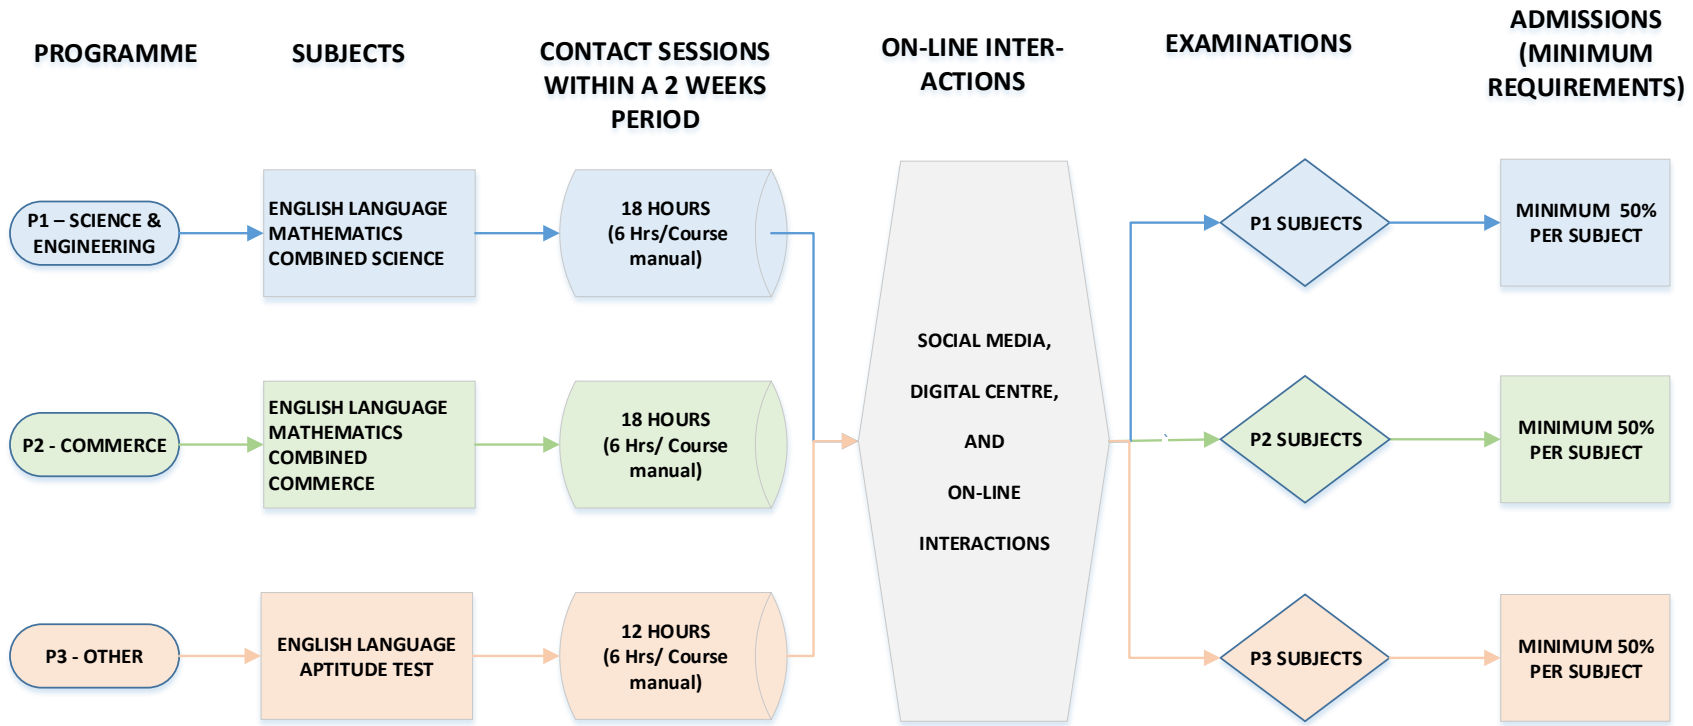 PROGRAMME
SUBJECTS
CONTACT SESSIONS
WITHIN A 2 WEEKS
PERIOD
ON-LINE INTER-
ACTIONS
EXAMINATIONS
ADMISSIONS
(MINIMUM
REQUIREMENTS)
P1 – SCIENCE &
ENGINEERING
ENGLISH LANGUAGE
MATHEMATICS
COMBINED SCIENCE
18 HOURS
(6 Hrs/Course
manual)
P1 SUBJECTS
MINIMUM 50%
PER SUBJECT
P2 - COMMERCE
ENGLISH LANGUAGE
MATHEMATICS
COMBINED
COMMERCE
18 HOURS
(6 Hrs/ Course
manual)
SOCIAL MEDIA,
DIGITAL CENTRE,
AND
ON-LINE
INTERACTIONS
`
P2 SUBJECTS
MINIMUM 50%
PER SUBJECT
P3 - OTHER
ENGLISH LANGUAGE
APTITUDE TEST
12 HOURS
(6 Hrs/ Course
manual)
P3 SUBJECTS
MINIMUM 50%
PER SUBJECT